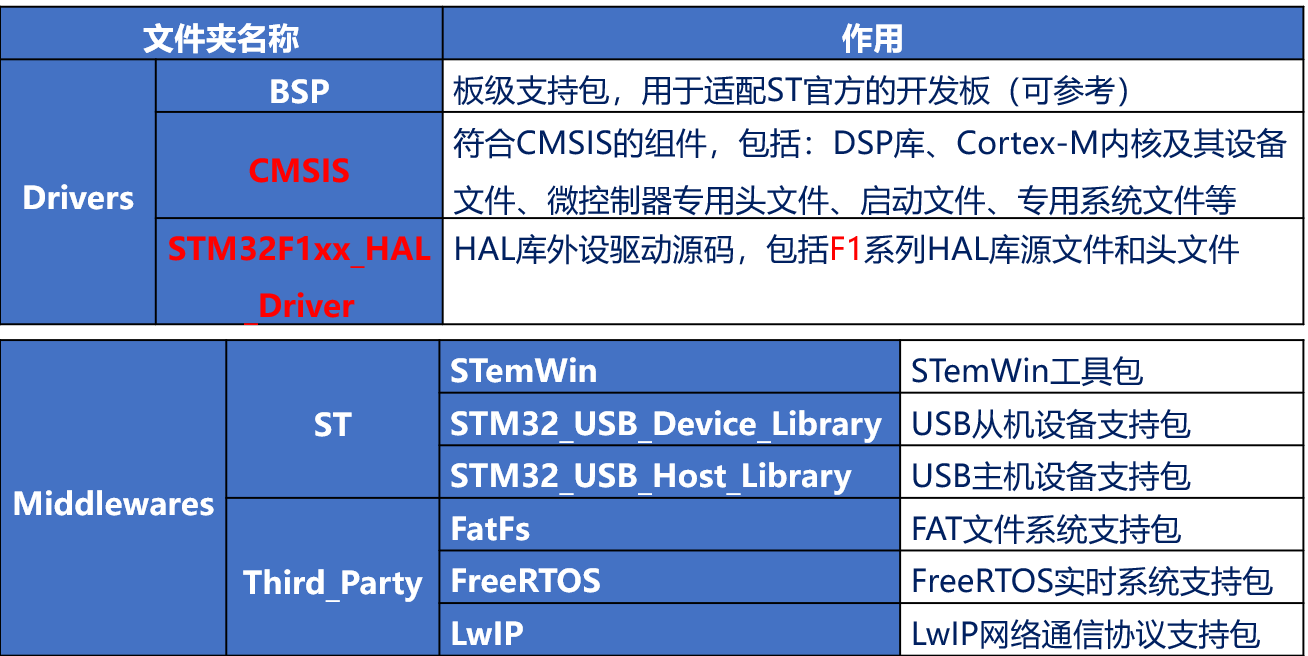 文件夹名称 作用
Drivers
BSP 板级支持包，用于适配ST官方的开发板（可参考）
CMSIS
符合CMSIS的组件，包括：DSP库、Cortex-M内核及其设备
文件、微控制器专用头文件、启动文件、专用系统文件等
STM32F1xx_HAL
_Driver
HAL库外设驱动源码，包括F1系列HAL库源文件和头文件
Middlewares
ST
STemWin STemWin工具包
STM32_USB_Device_Library USB从机设备支持包
STM32_USB_Host_Library USB主机设备支持包
Third_Party
FatFs FAT文件系统支持包
FreeRTOS FreeRTOS实时系统支持包
LwIP LwIP网络通信协议支持包